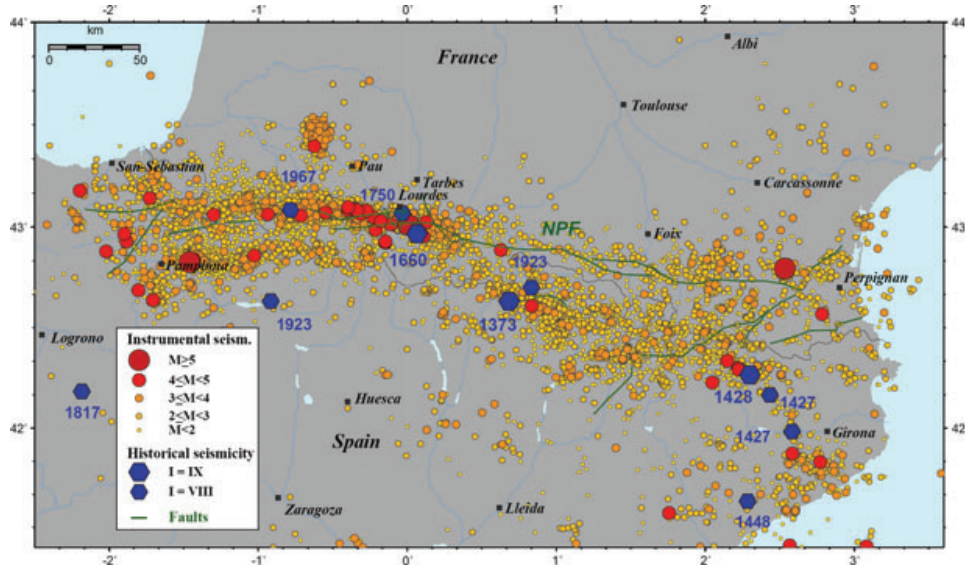 44˚
44˚
km
0
50
Albi
France
Toulouse
San-Sebastian
Pau
1967
Tarbes
Carcassonne
1750
Lourdes
43˚
43˚
NPF
Foix
1660
1923
Pamplona
Perpignan
1923
1373
Logrono
Instrumental seism.
M≥5
4≤M<5
3≤M<4
2≤M<3
M<2
Historical seismicity
I = IX
I = VIII
Faults
1817
Huesca
1428
1427
42˚
1427
Girona
42˚
Spain
Zaragoza
Lleida
1448
-2˚
-1˚
0˚
1˚
2˚
3˚